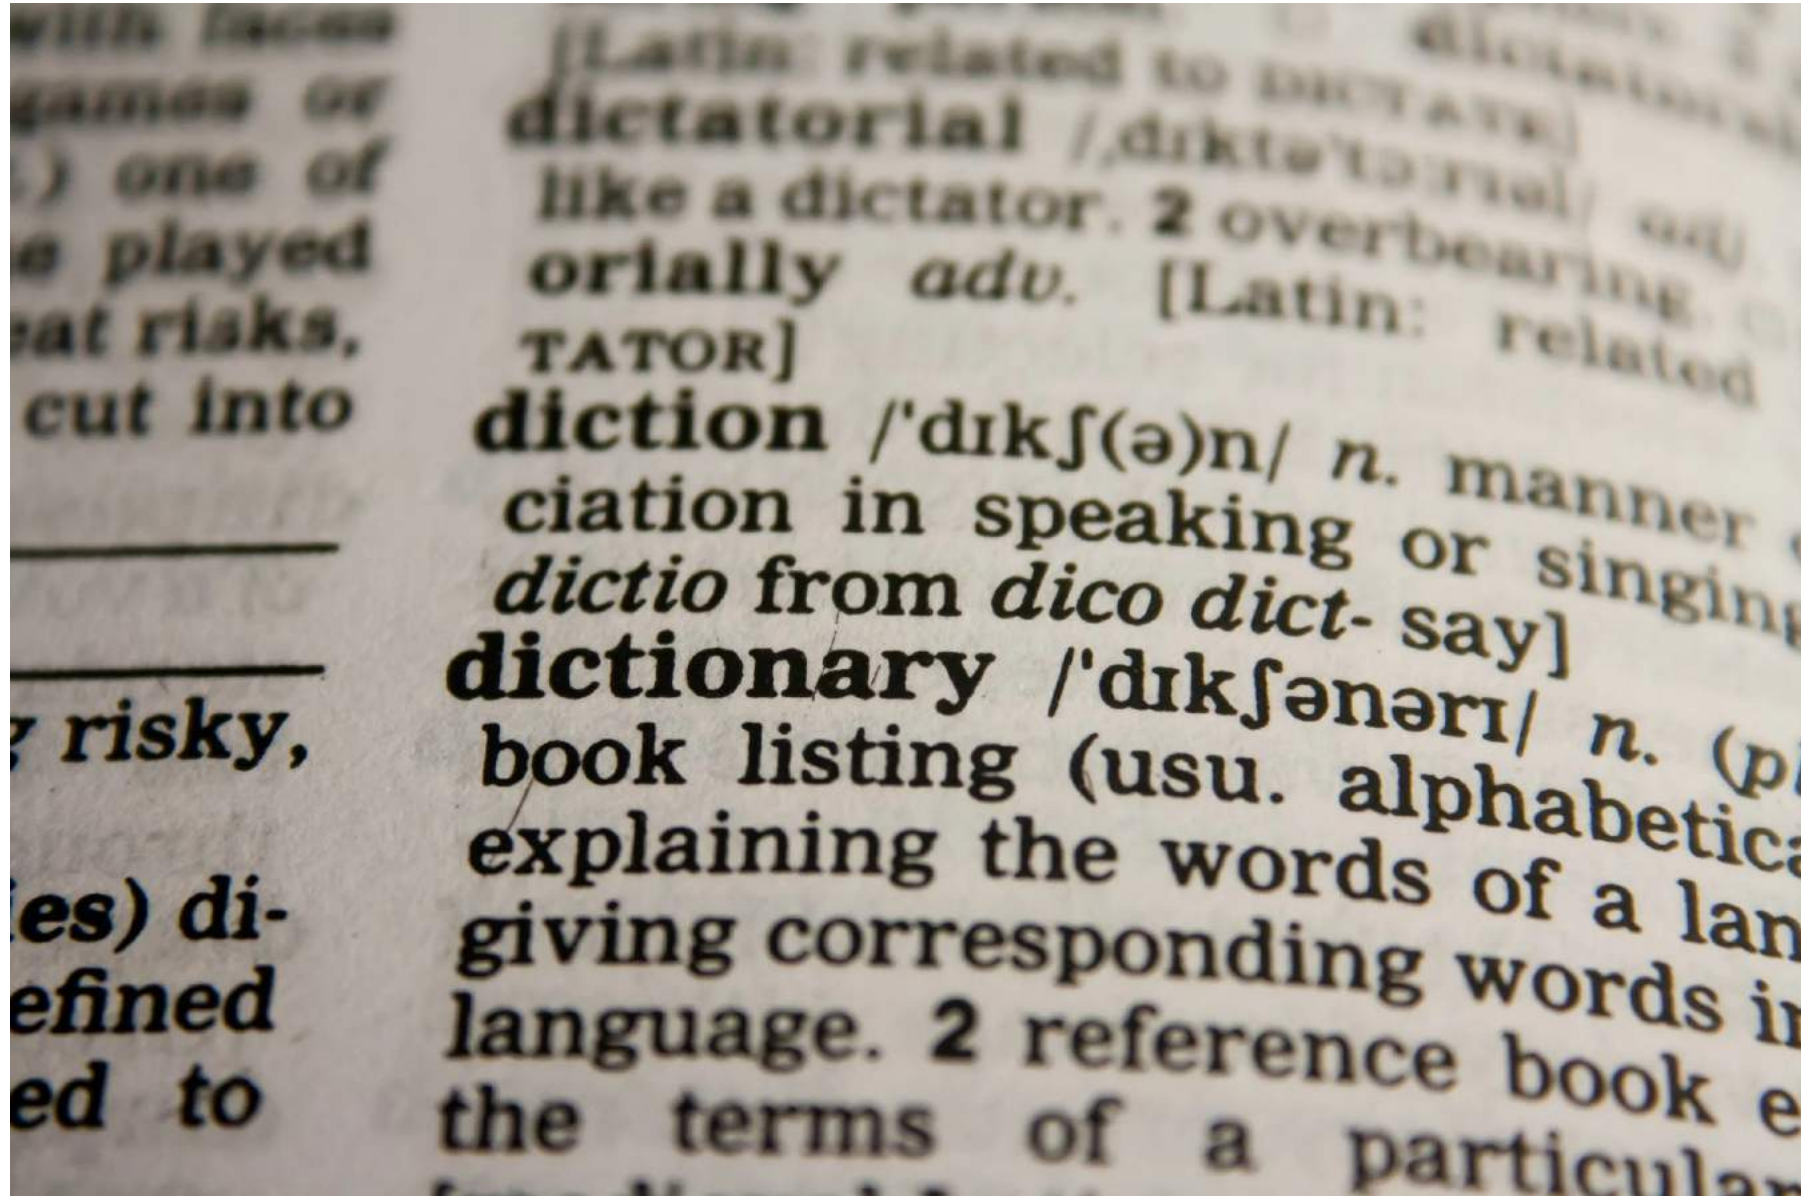 with faces
games or
.) one of
e played
eat risks,
cut into
risky,
ies) di-
efined
ed to
[Latin: related to DICTATE]
dictatorial /ˌdɪktəˈtɔːrɪəl/ adj.
like a dictator. 2 overbearing.
orially adv. [Latin: related
TATOR]
diction /ˈdɪkʃ(ə)n/ n. manner
ciation in speaking or singing
dictio from dico dict- say]
dictionary /ˈdɪkʃənərɪ/ n. (pl
book listing (usu. alphabetica
explaining the words of a lan
giving corresponding words in
language. 2 reference book e
the terms of a particular